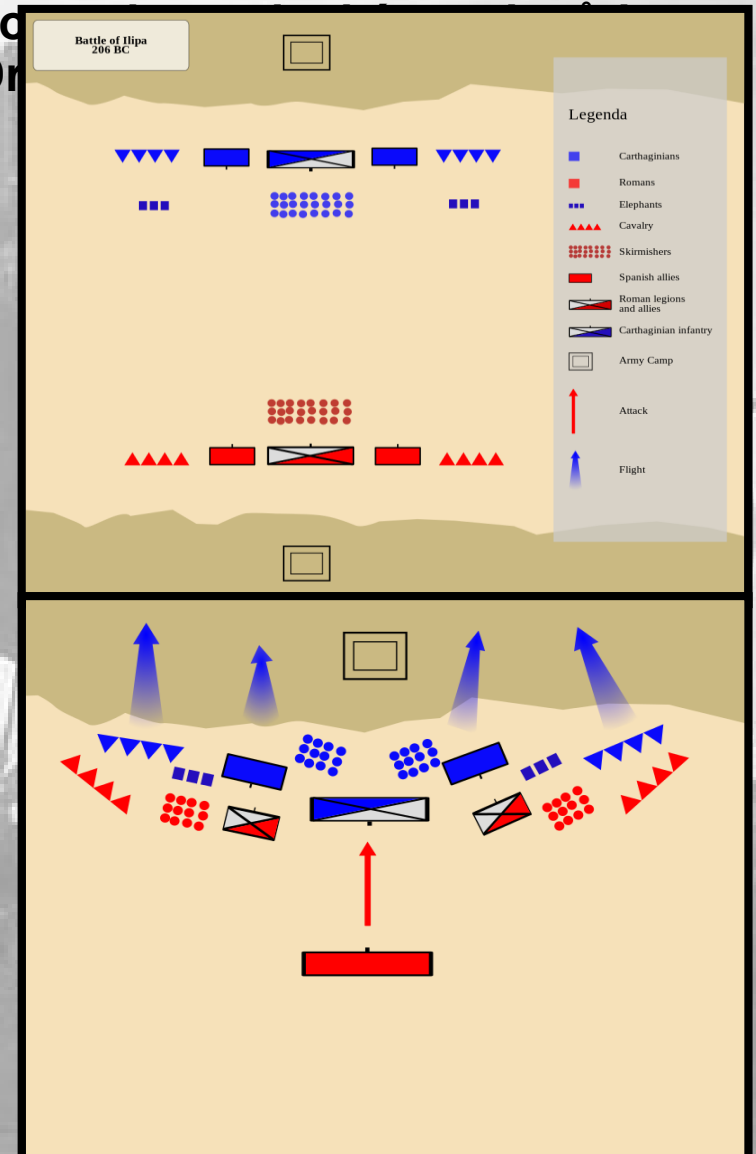 Battle of Ilipa
206 BC
Legenda
Carthaginians
Romans
Elephants
Cavalry
Skirmishers
Spanish allies
Roman legions
and allies
Carthaginian infantry
Army Camp
Attack
Flight